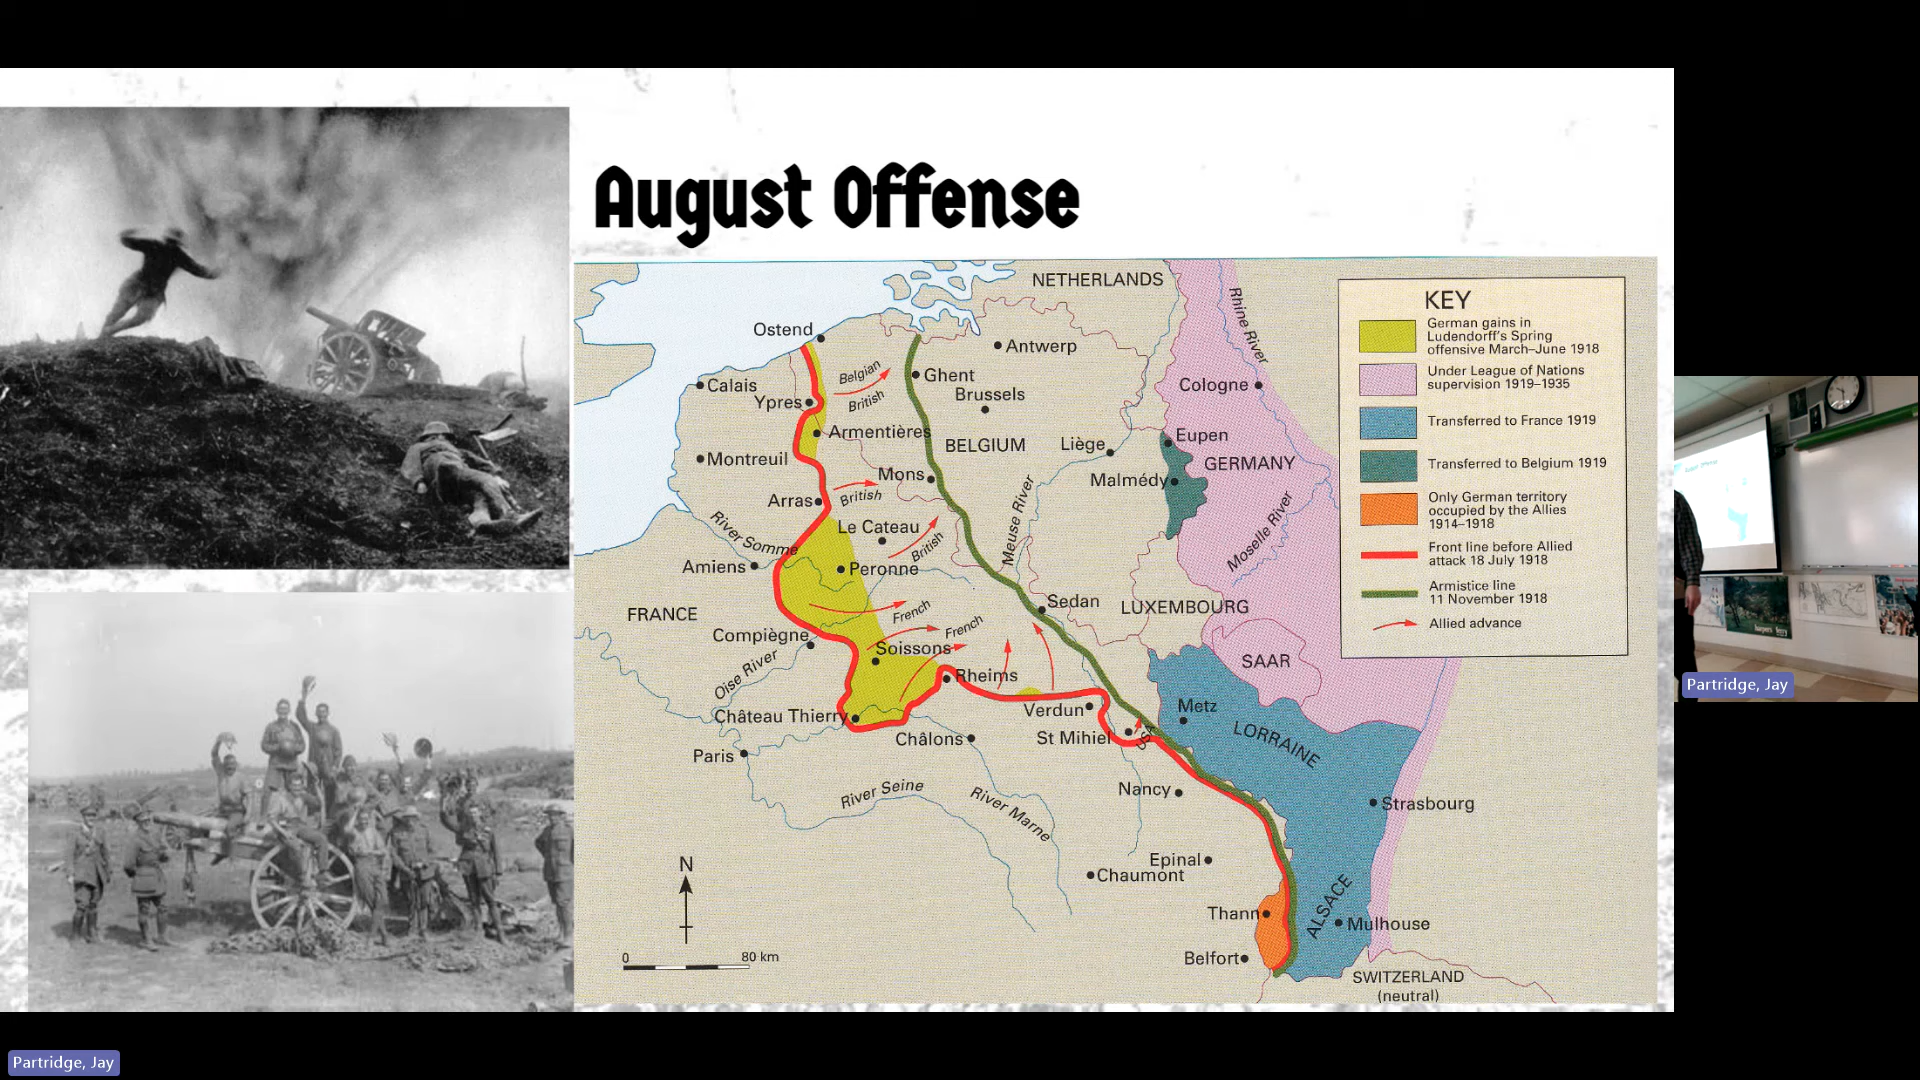 August Offense
NETHERLANDS
Rhine River
Ostend
Antwerp
Belgian
Calais
Ghent
Cologne
Ypres
British
Brussels
Armentières
BELGIUM
Liège
Eupen
Montreuil
GERMANY
Mons
Malmédy
Arras
British
Meuse River
Moselle River
River Somme
Le Cateau
British
Amiens
Peronne
FRANCE
French
Sedan
LUXEMBOURG
Compiègne
French
Soissons
SAAR
Oise River
Rheims
Château Thierry
Verdun
Metz
Châlons
St Mihiel
USA
LORRAINE
Paris
River Seine
River Marne
Nancy
Strasbourg
Epinal
Chaumont
N
Thann
ALSACE
Mulhouse
0
80 km
Belfort
SWITZERLAND
(neutral)
KEY
German gains in
Ludendorff's Spring
offensive March–June 1918
Under League of Nations
supervision 1919–1935
Transferred to France 1919
Transferred to Belgium 1919
Only German territory
occupied by the Allies
1914–1918
Front line before Allied
attack 18 July 1918
Armistice line
11 November 1918
Allied advance
August Offense
Partridge, Jay
Partridge, Jay